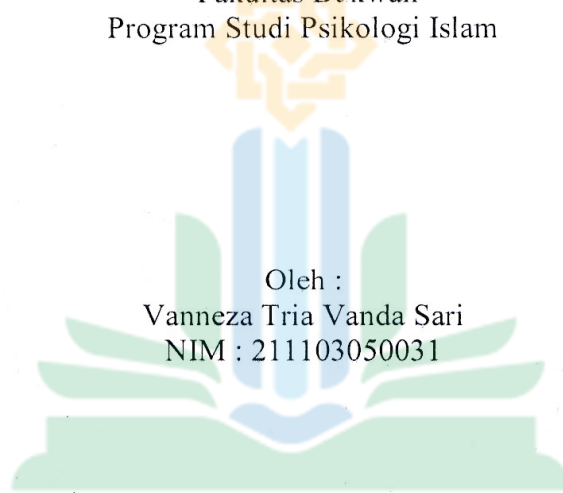 Program Studi Psikologi Islam
Oleh :
Vanneza Tria Vanda Sari
NIM : 211103050031